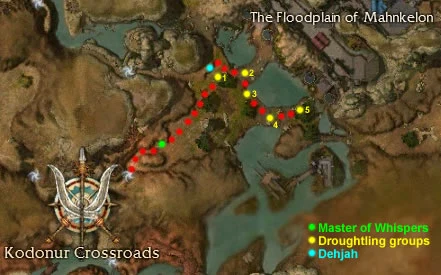 The Floodplain of Mahnkelon
1
2
3
4
5
Kodonur Crossroads
Master of Whispers
Droughtling groups
Dehjah